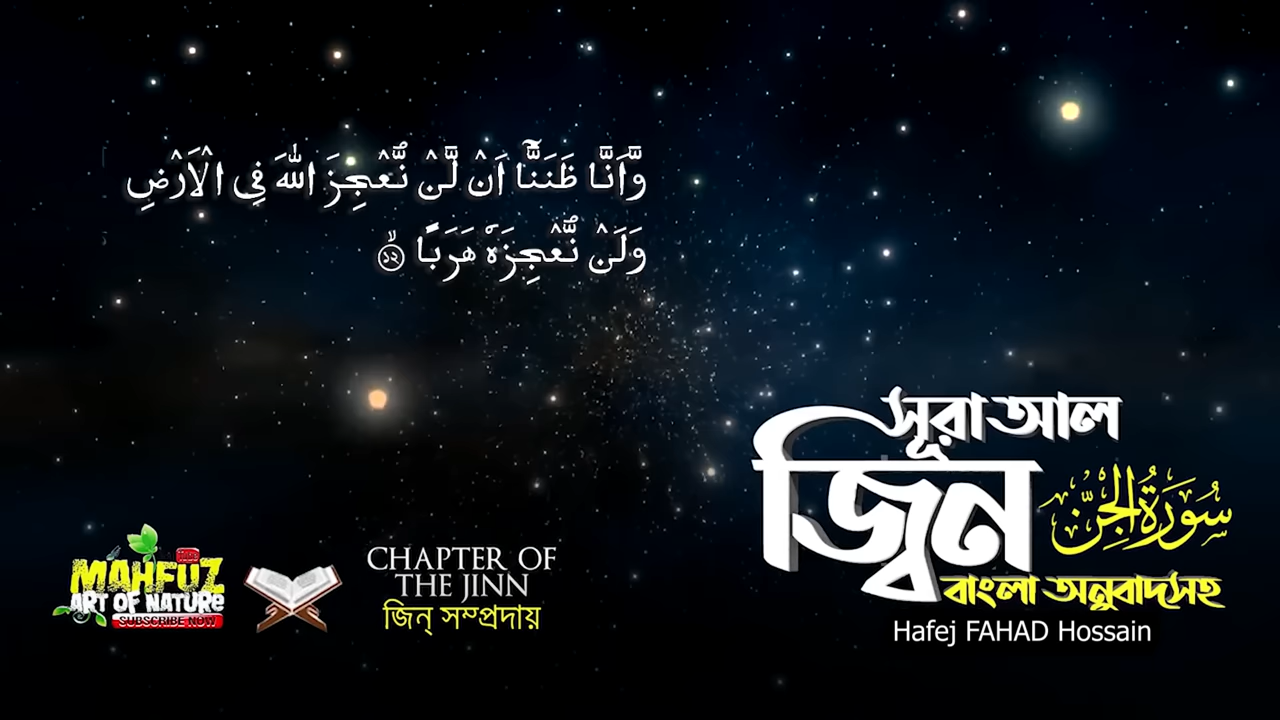 وَّاَنَّا ظَنَنَّاۤ اَنۡ لَّنۡ نُّعۡجِزَ اللّٰهَ فِى الۡاَرۡضِ
وَلَنۡ نُّعۡجِزَهٗ هَرَبًا ۙ‏ ﴿۱۲﴾
সূরা আল
জ্বিন
سُورَةُ الجِنّ
বাংলা অনুবাদসহ
Hafej FAHAD Hossain
MAHFUZ
ART OF NATURE
SUBSCRIBE NOW
CHAPTER OF
THE JINN
জিন্ সম্প্রদায়